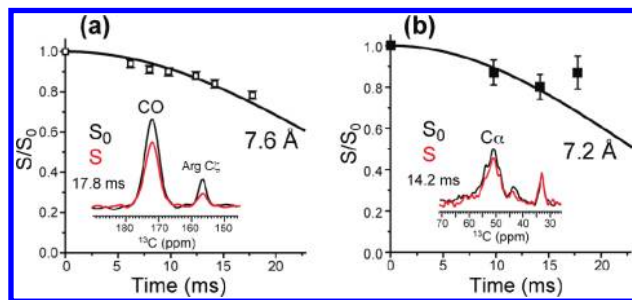 (a)
1.0
0.8
0.6
0.4
0.2
0.0
S/S0
CO
S0
S
17.8 ms
Arg Cζ
7.6 Å
180 170 160 150
13C (ppm)
0 5 10 15 20
Time (ms)
(b)
1.0
0.8
0.6
0.4
0.2
0.0
S/S0
Cα
S0
S
14.2 ms
7.2 Å
70 60 50 40 30
13C (ppm)
0 5 10 15 20
Time (ms)